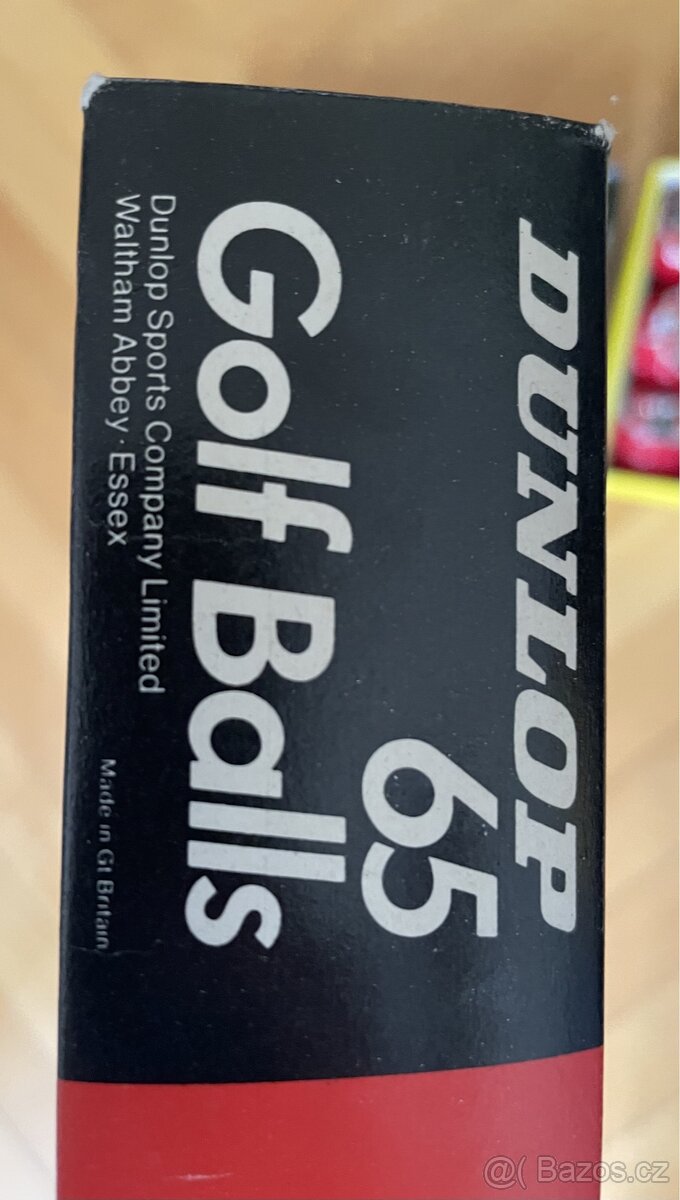 DUNLOP
65
Golf Balls
Dunlop Sports Company Limited
Waltham Abbey · Essex
Made in Gt Britain
@( Bazos.cz